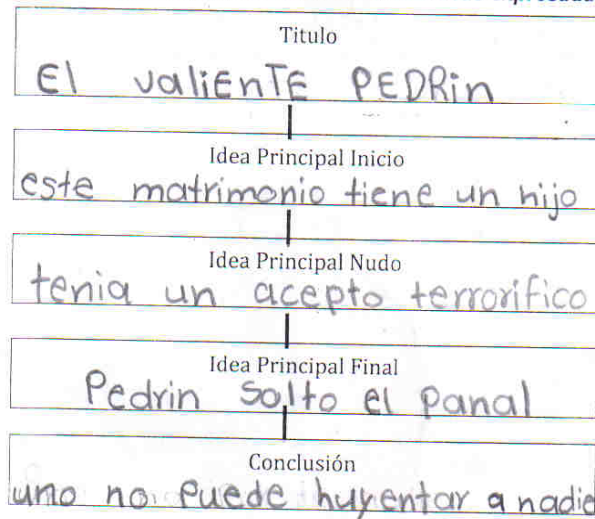 Titulo
El valiEnTE PEDRin
Idea Principal Inicio
este matrimonio tiene un hijo
Idea Principal Nudo
tenia un acepto terrorifico
Idea Principal Final
Pedrin Salto el panal
Conclusión
uno no puede huyentar a nadie